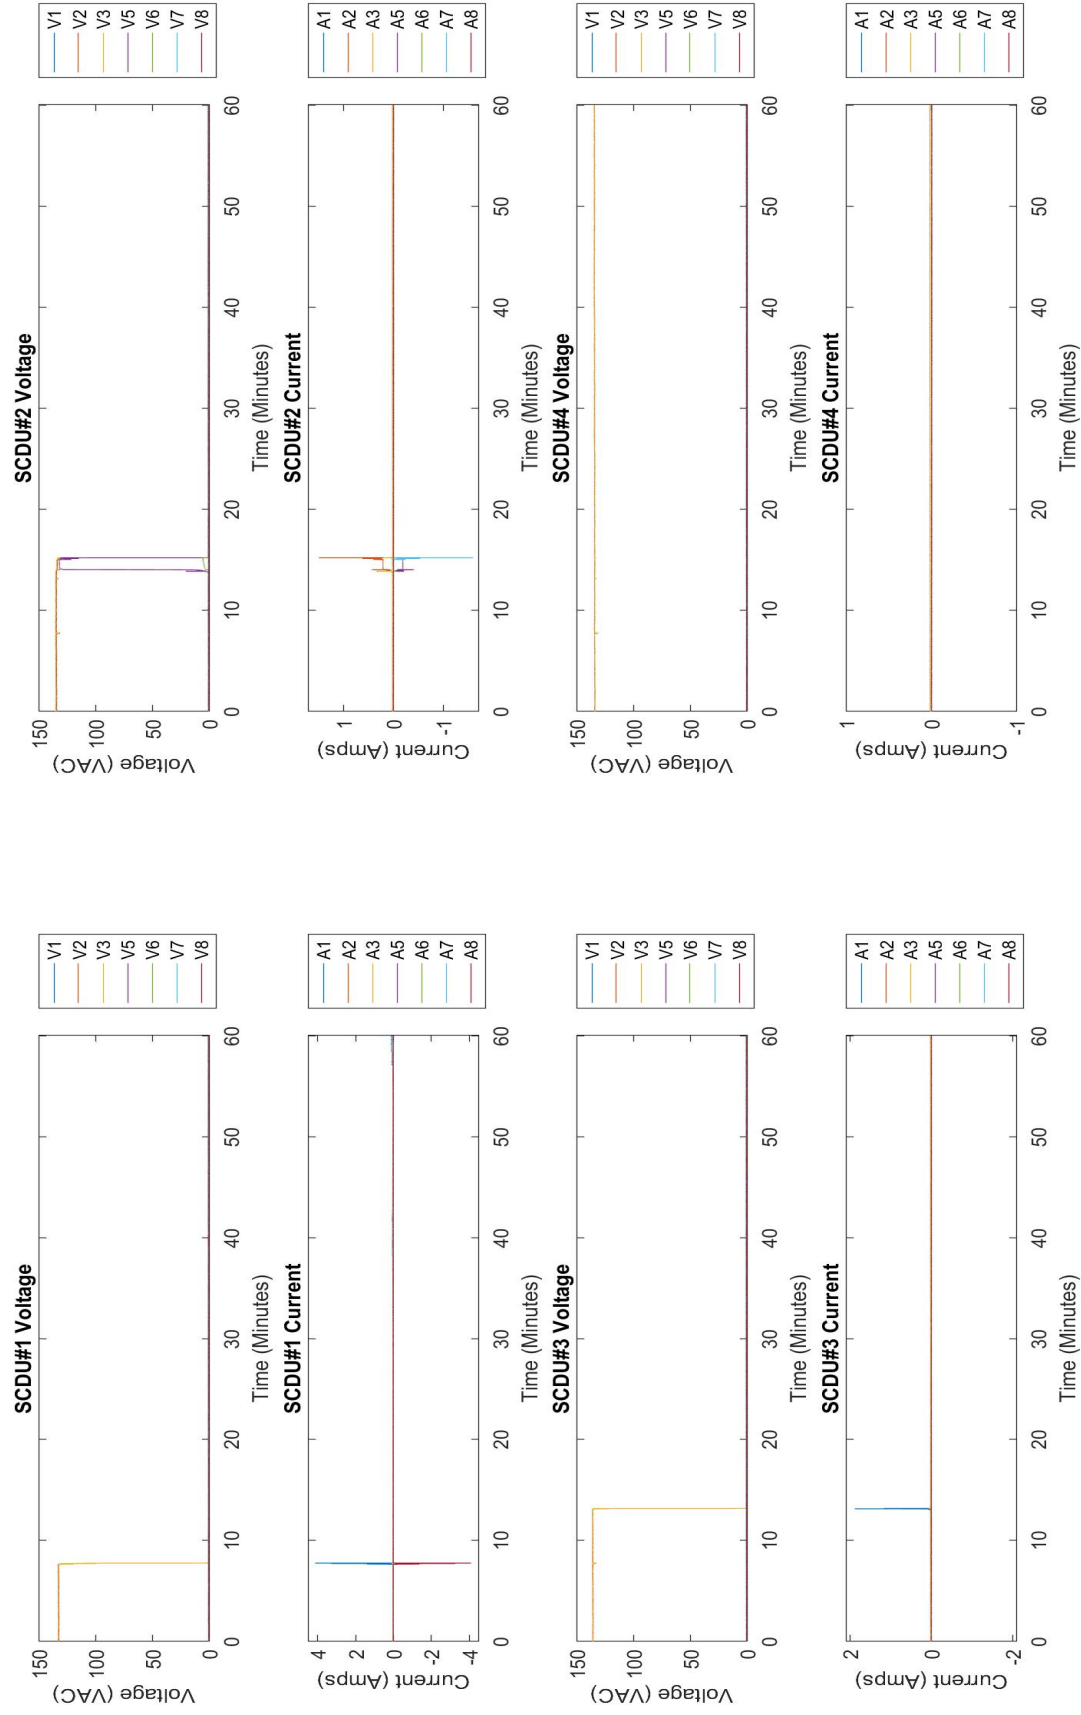 SCDU#1 Voltage
Voltage (VAC)
150
100
50
0
0 10 20 30 40 50 60
Time (Minutes)
V1
V2
V3
V5
V6
V7
V8
SCDU#2 Voltage
Voltage (VAC)
150
100
50
0
0 10 20 30 40 50 60
Time (Minutes)
V1
V2
V3
V5
V6
V7
V8
SCDU#1 Current
Current (Amps)
4
2
0
-2
-4
0 10 20 30 40 50 60
Time (Minutes)
A1
A2
A3
A5
A6
A7
A8
SCDU#2 Current
Current (Amps)
1
0
-1
0 10 20 30 40 50 60
Time (Minutes)
A1
A2
A3
A5
A6
A7
A8
SCDU#3 Voltage
Voltage (VAC)
150
100
50
0
0 10 20 30 40 50 60
Time (Minutes)
V1
V2
V3
V5
V6
V7
V8
SCDU#4 Voltage
Voltage (VAC)
150
100
50
0
0 10 20 30 40 50 60
Time (Minutes)
V1
V2
V3
V5
V6
V7
V8
SCDU#3 Current
Current (Amps)
2
0
-2
0 10 20 30 40 50 60
Time (Minutes)
A1
A2
A3
A5
A6
A7
A8
SCDU#4 Current
Current (Amps)
1
0
-1
0 10 20 30 40 50 60
Time (Minutes)
A1
A2
A3
A5
A6
A7
A8